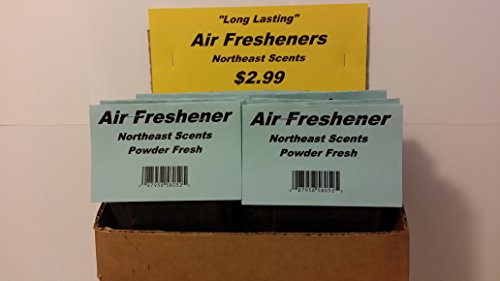 "Long Lasting"
Air Fresheners
Northeast Scents
$2.99
Air Freshener
Northeast Scents
Powder Fresh
Air Freshener
Northeast Scents
Powder Fresh